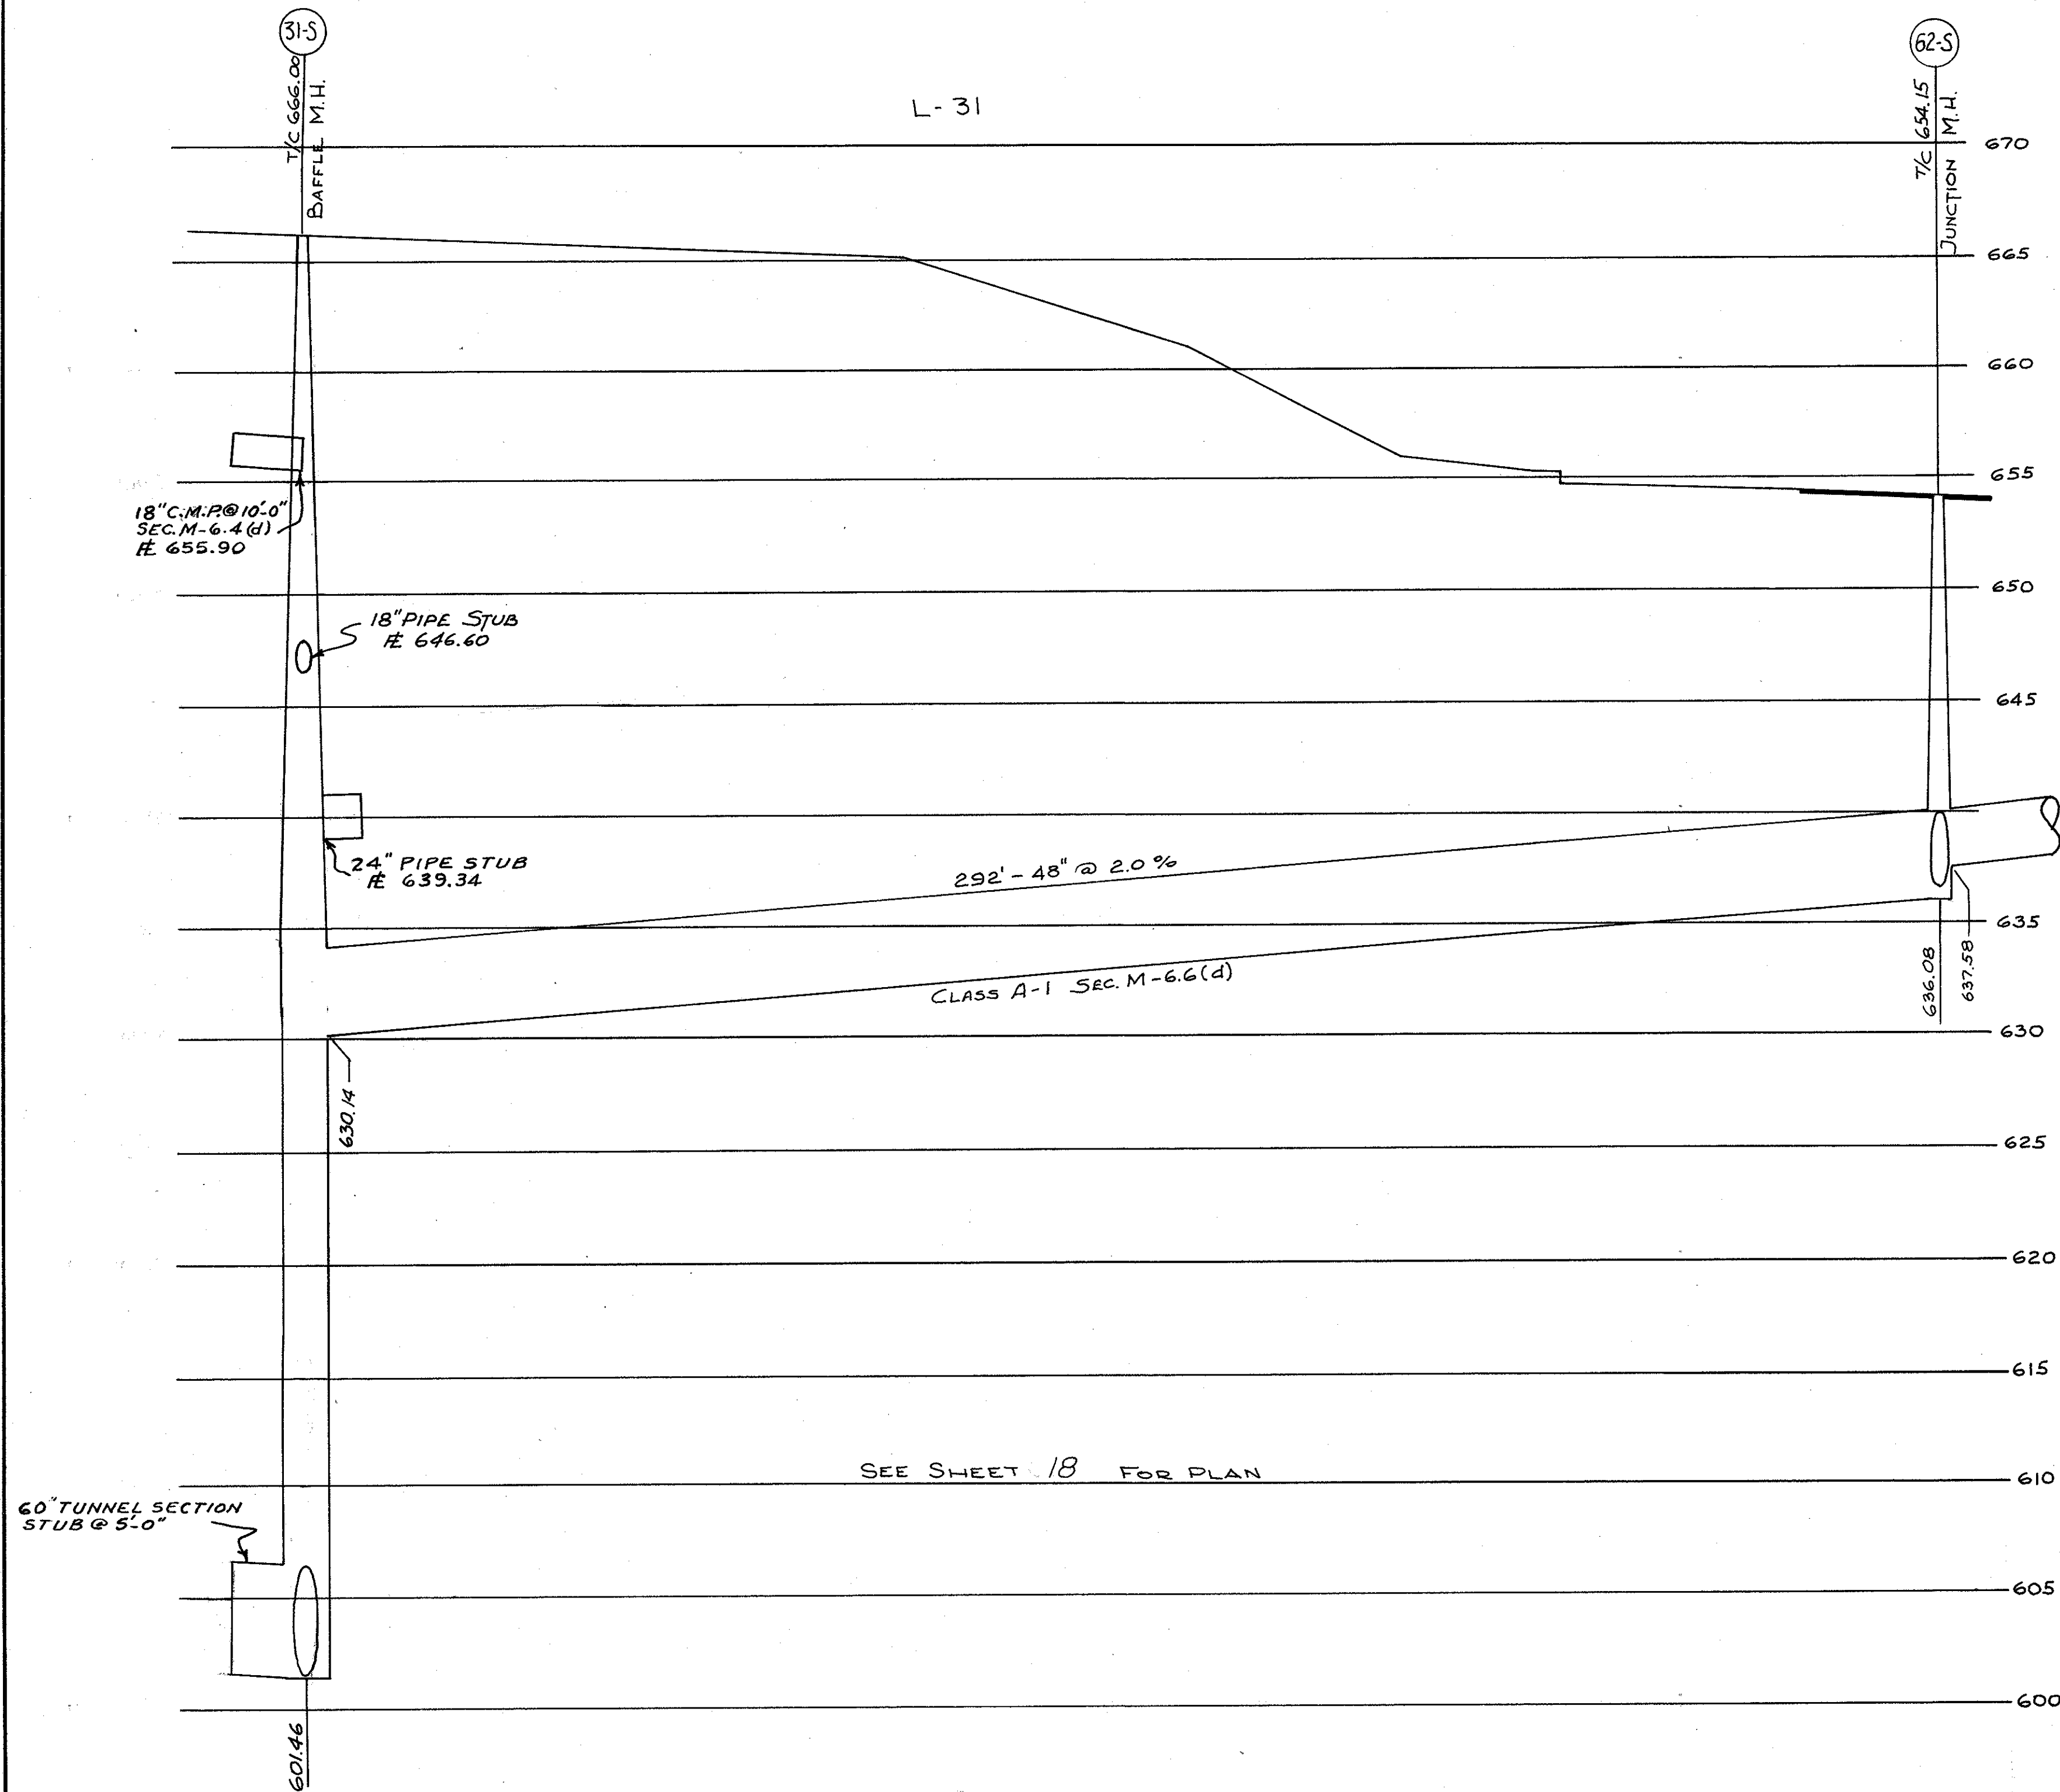 31-S
T/C 666.00
BAFFLE M.H.
L-31
62-S
T/C 654.15
JUNCTION M.H.
670
665
660
655
18" C.M.P. @ 10'-0"
SEC. M-6.4(d)
655.90
650
18" PIPE STUB
646.60
645
24" PIPE STUB
639.34
292' - 48" @ 2.0 %
CLASS A-1 SEC. M-6.6(d)
635
636.08
637.58
630
630.14
625
620
615
SEE SHEET 18 FOR PLAN
610
60" TUNNEL SECTION
STUB @ 5'-0"
605
600
601.46